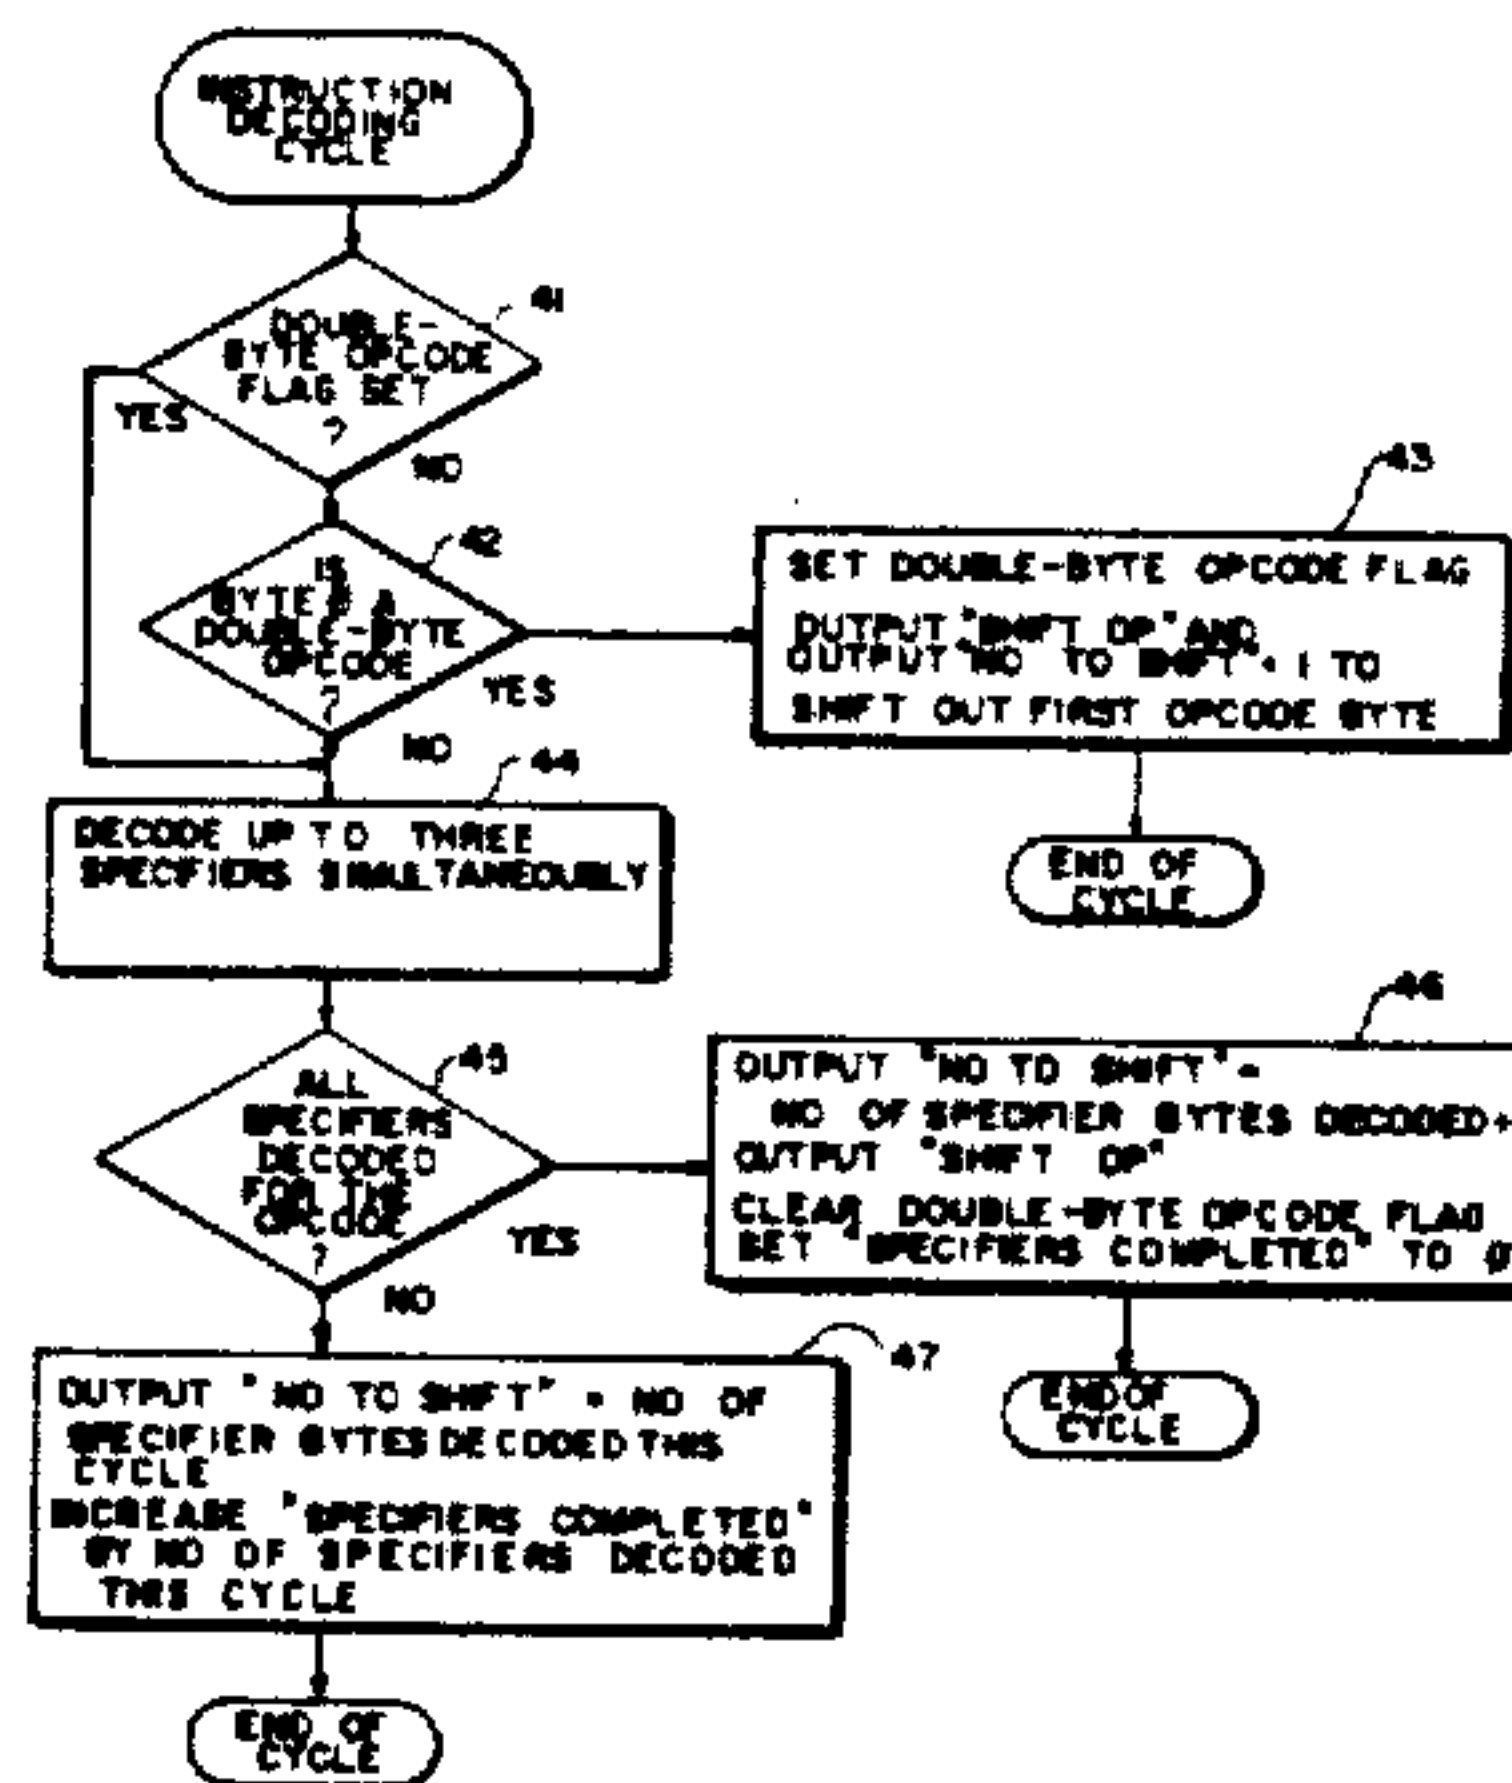 INSTRUCTION
DECODING
CYCLE
41
DOUBLE-
BYTE OPCODE
FLAG SET
?
YES
NO
42
IS
BYTE 0 A
DOUBLE-BYTE
OPCODE
?
YES
NO
43
SET DOUBLE-BYTE OPCODE FLAG
OUTPUT "SHIFT OP" AND
OUTPUT "NO TO SHIFT" = 1 TO
SHIFT OUT FIRST OPCODE BYTE
END OF
CYCLE
44
DECODE UP TO THREE
SPECIFIERS SIMULTANEOUSLY
45
ALL
SPECIFIERS
DECODED
FOR THE
OPCODE
?
YES
NO
46
OUTPUT "NO TO SHIFT" =
NO OF SPECIFIER BYTES DECODED +
OUTPUT "SHIFT OP"
CLEAR DOUBLE-BYTE OPCODE FLAG
SET "SPECIFIERS COMPLETED" TO 0
END OF
CYCLE
47
OUTPUT "NO TO SHIFT" = NO OF
SPECIFIER BYTES DECODED THIS
CYCLE
INCREASE "SPECIFIERS COMPLETED"
BY NO OF SPECIFIERS DECODED
THIS CYCLE
END OF
CYCLE